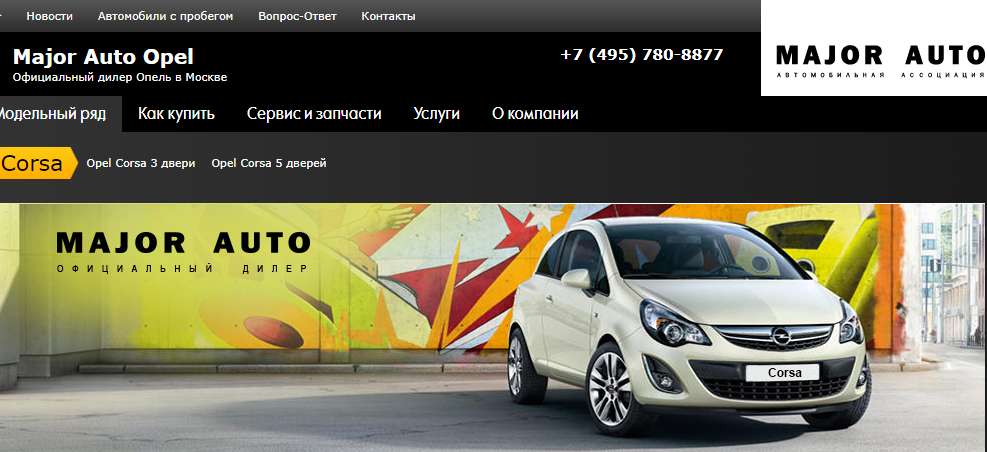 Новости Автомобили с пробегом Вопрос-Ответ Контакты
Major Auto Opel
+7 (495) 780-8877
Официальный дилер Опель в Москве
MAJOR AUTO
АВТОМОБИЛЬНАЯ АССОЦИАЦИЯ
Модельный ряд Как купить Сервис и запчасти Услуги О компании
Corsa Opel Corsa 3 двери Opel Corsa 5 дверей
MAJOR AUTO
ОФИЦИАЛЬНЫЙ ДИЛЕР
Corsa